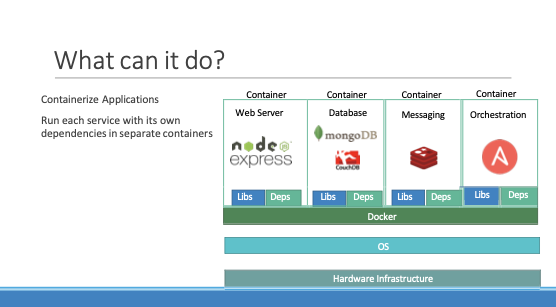 What can it do?
Containerize Applications
Run each service with its own
dependencies in separate containers
Container Container Container Container
Web Server Database Messaging Orchestration
node
express
mongoDB
CouchDB
A
Libs Deps Libs Deps Libs Deps Libs Deps
Docker
OS
Hardware Infrastructure